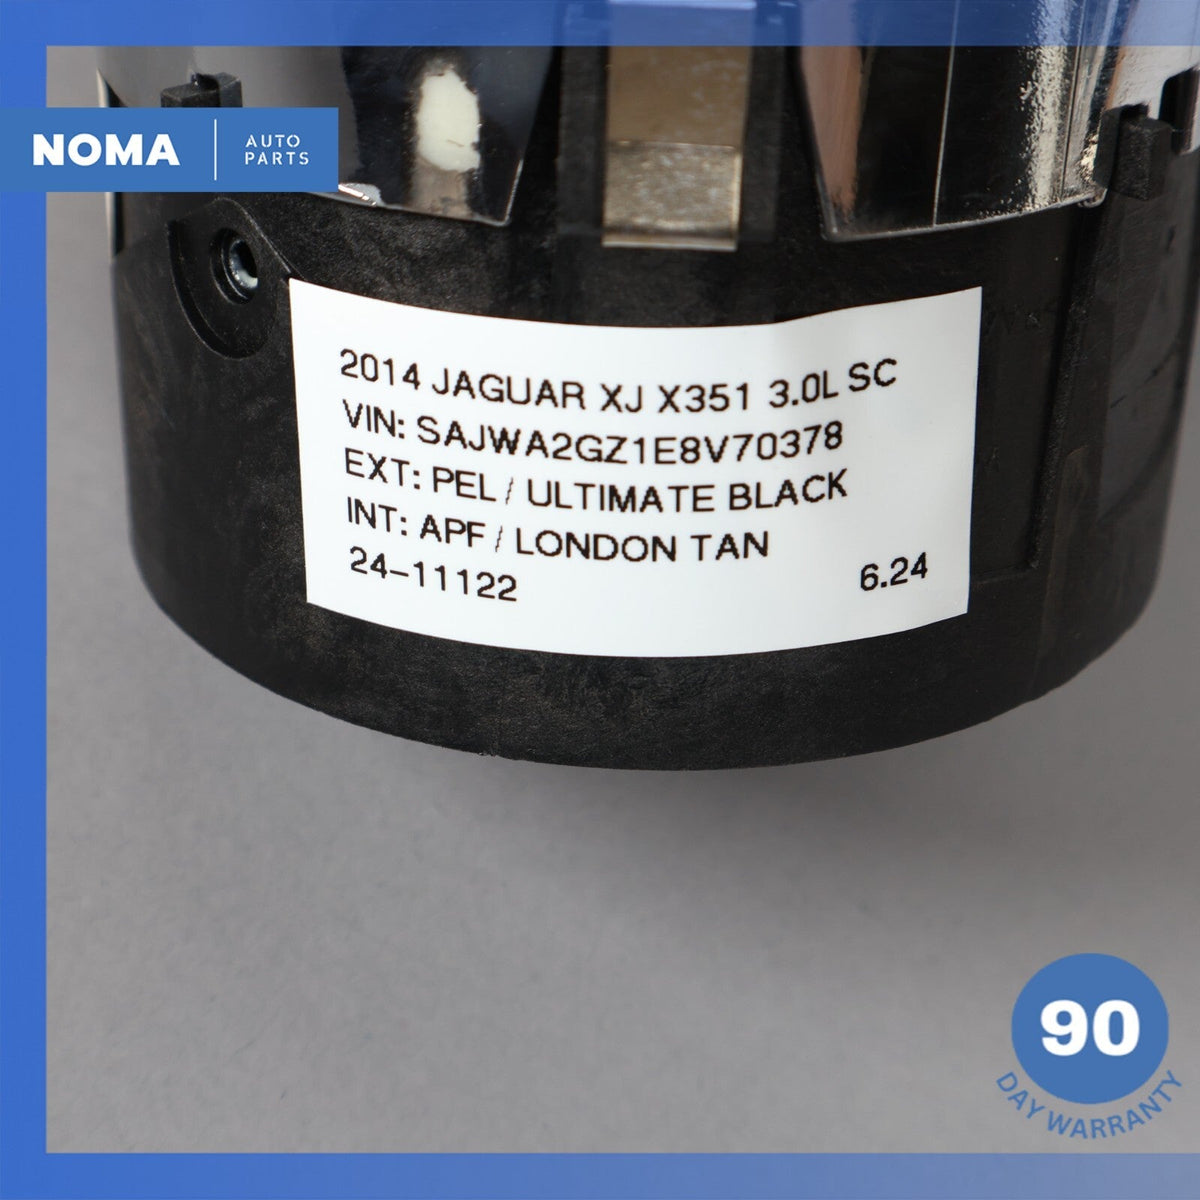 NOMA
AUTO
PARTS
2014 JAGUAR XJ X351 3.0L SC
VIN: SAJWA2GZ1E8V70378
EXT: PEL / ULTIMATE BLACK
INT: APF / LONDON TAN
24-11122 6.24
90
DAY WARRANTY